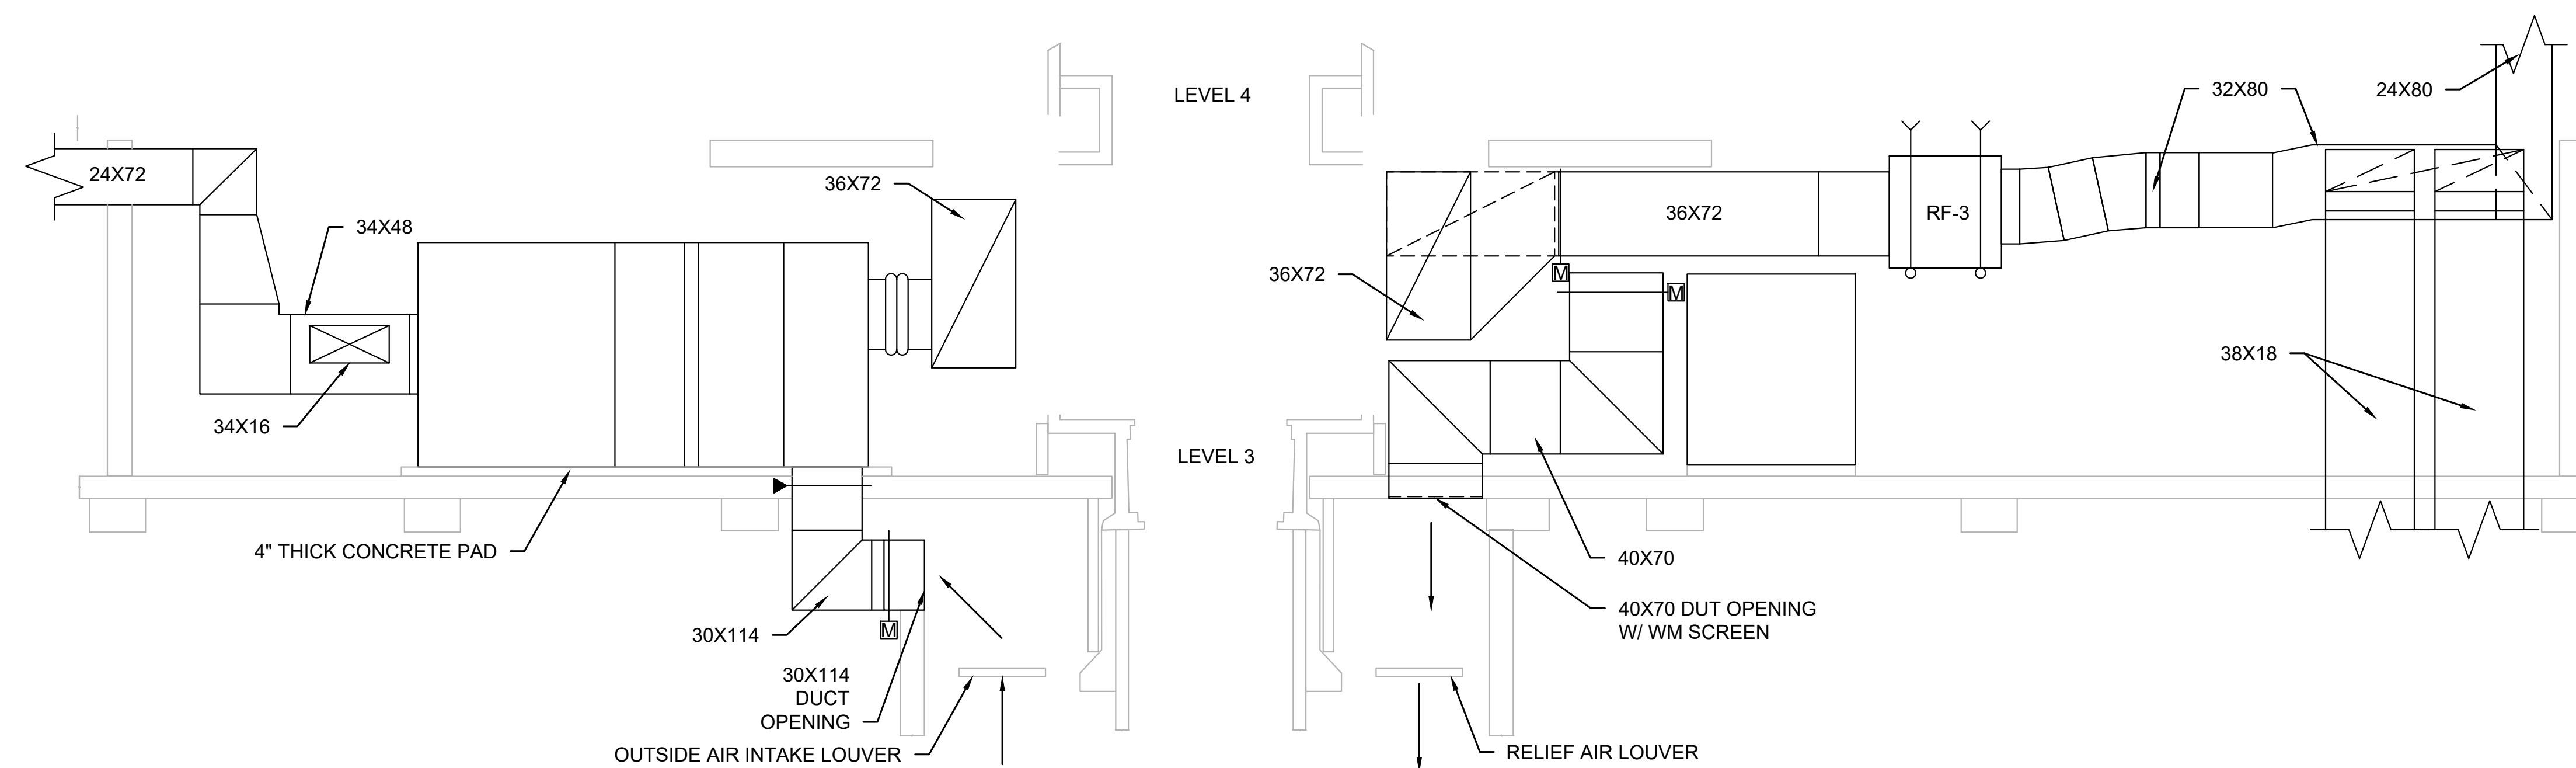 LEVEL 4
32X80
24X80
24X72
36X72
34X48
36X72
RF-3
36X72
M
M
38X18
34X16
LEVEL 3
4" THICK CONCRETE PAD
40X70
30X114
M
40X70 DUT OPENING
W/ WM SCREEN
30X114
DUCT
OPENING
OUTSIDE AIR INTAKE LOUVER
RELIEF AIR LOUVER